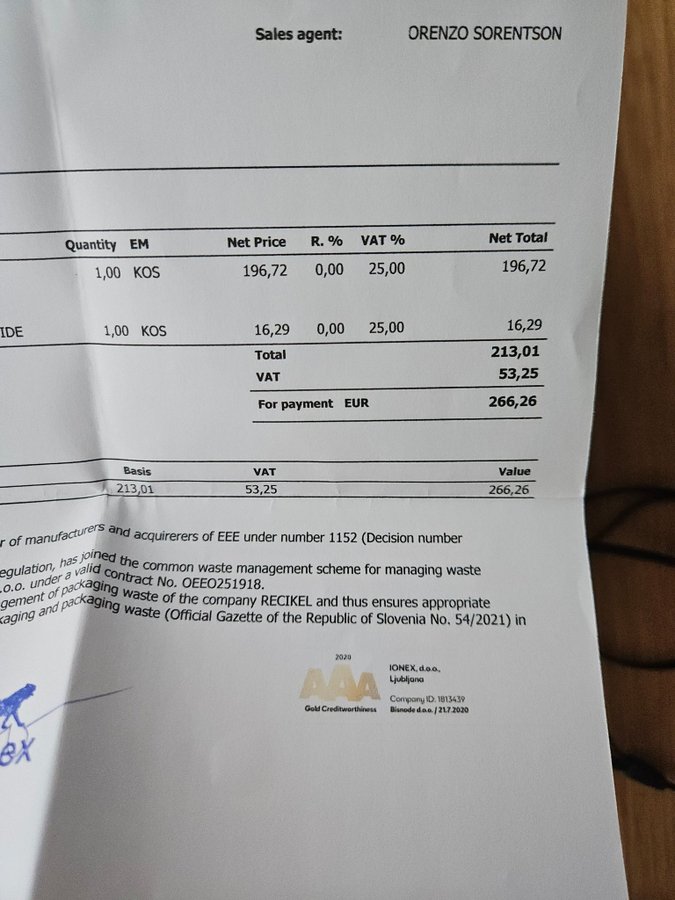 Sales agent: ORENZO SORENTSON
Quantity EM Net Price R. % VAT % Net Total
1,00 KOS 196,72 0,00 25,00 196,72
IDE 1,00 KOS 16,29 0,00 25,00 16,29
Total 213,01
VAT 53,25
For payment EUR 266,26
Basis VAT Value
213,01 53,25 266,26
r of manufacturers and acquirerers of EEE under number 1152 (Decision number
egulation, has joined the common waste management scheme for managing waste
.o.o. under a valid contract No. OEEO251918.
gement of packaging waste of the company RECIKEL and thus ensures appropriate
kaging and packaging waste (Official Gazette of the Republic of Slovenia No. 54/2021) in
2020
AAA
Gold Creditworthiness
IONEX, d.o.o.,
Ljubljana
Company ID: 1813439
Bisnode d.o.o. / 21.7.2020
ex